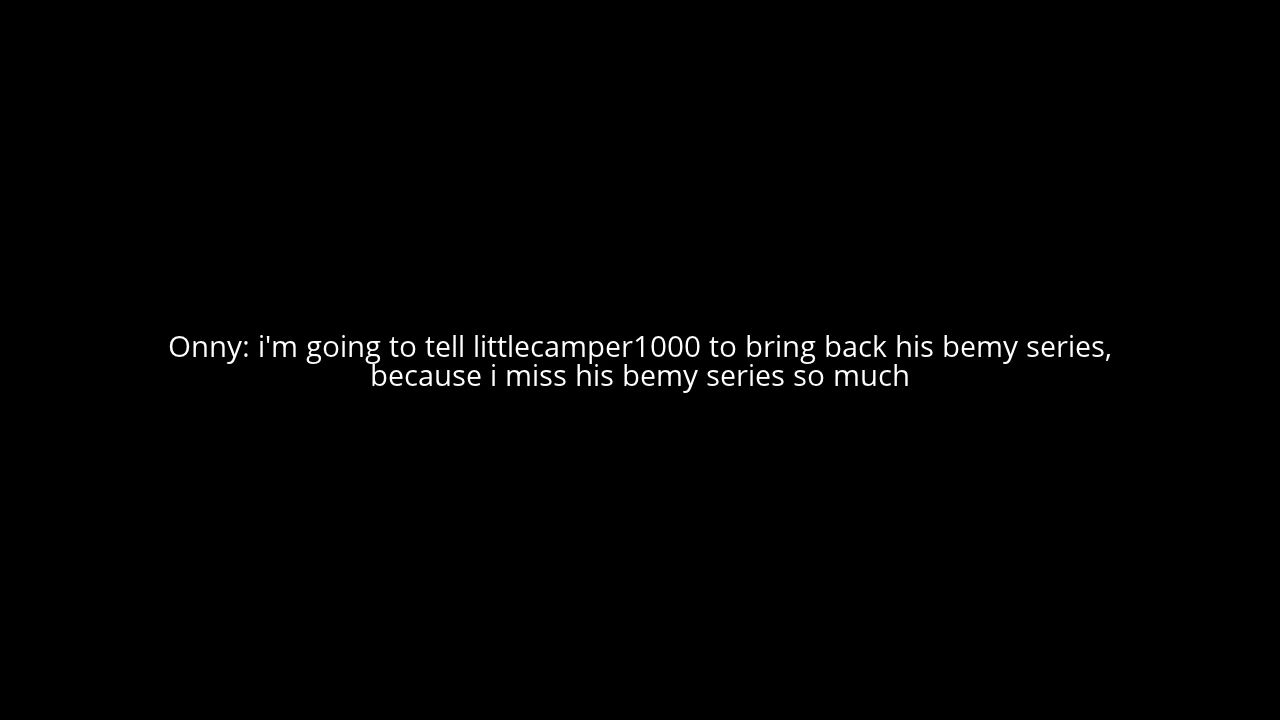 Onny: i'm going to tell littlecamper1000 to bring back his bemy series,
because i miss his bemy series so much